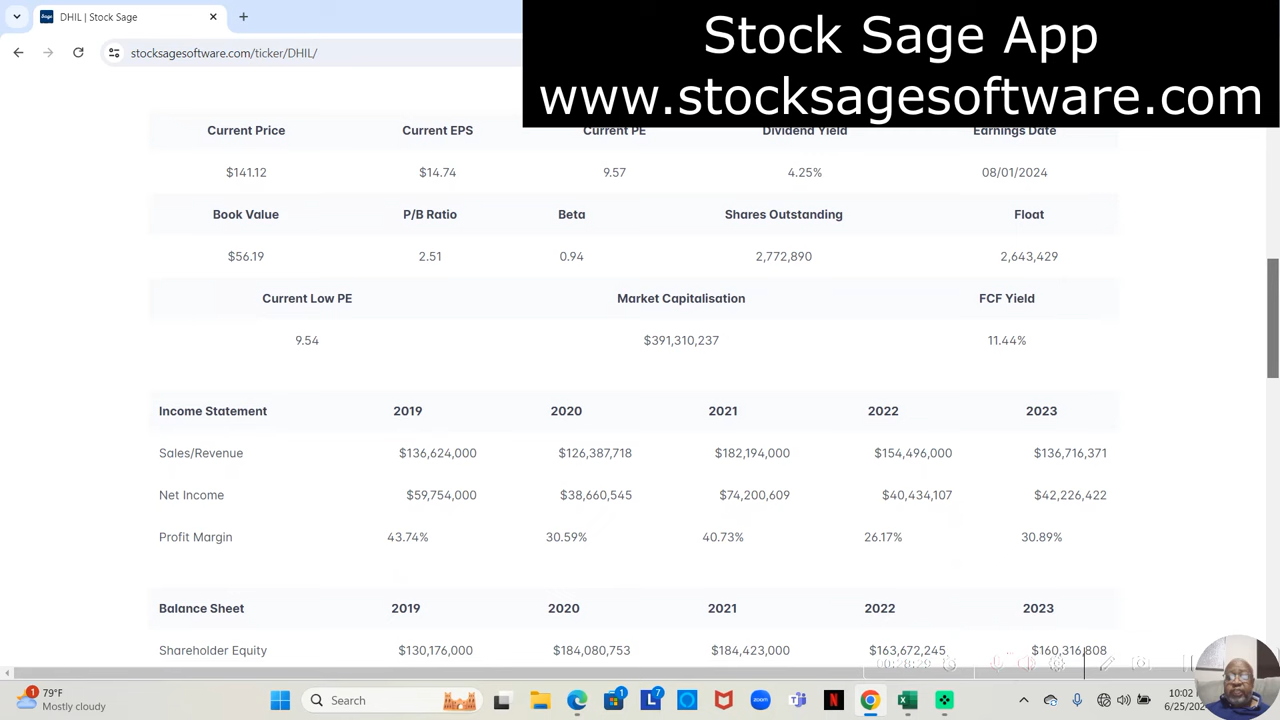 DHIL | Stock Sage
Stock Sage App
stocksagesoftware.com/ticker/DHIL/
www.stocksagesoftware.com
Current Price Current EPS Current PE Dividend Yield Earnings Date
$141.12 $14.74 9.57 4.25% 08/01/2024
Book Value P/B Ratio Beta Shares Outstanding Float
$56.19 2.51 0.94 2,772,890 2,643,429
Current Low PE Market Capitalisation FCF Yield
9.54 $391,310,237 11.44%
Income Statement 2019 2020 2021 2022 2023
Sales/Revenue $136,624,000 $126,387,718 $182,194,000 $154,496,000 $136,716,371
Net Income $59,754,000 $38,660,545 $74,200,609 $40,434,107 $42,226,422
Profit Margin 43.74% 30.59% 40.73% 26.17% 30.89%
Balance Sheet 2019 2020 2021 2022 2023
Shareholder Equity $130,176,000 $184,080,753 $184,423,000 $163,672,245 $160,316,808
00:28:29
79°F Search 10:02
Mostly cloudy 6/25/